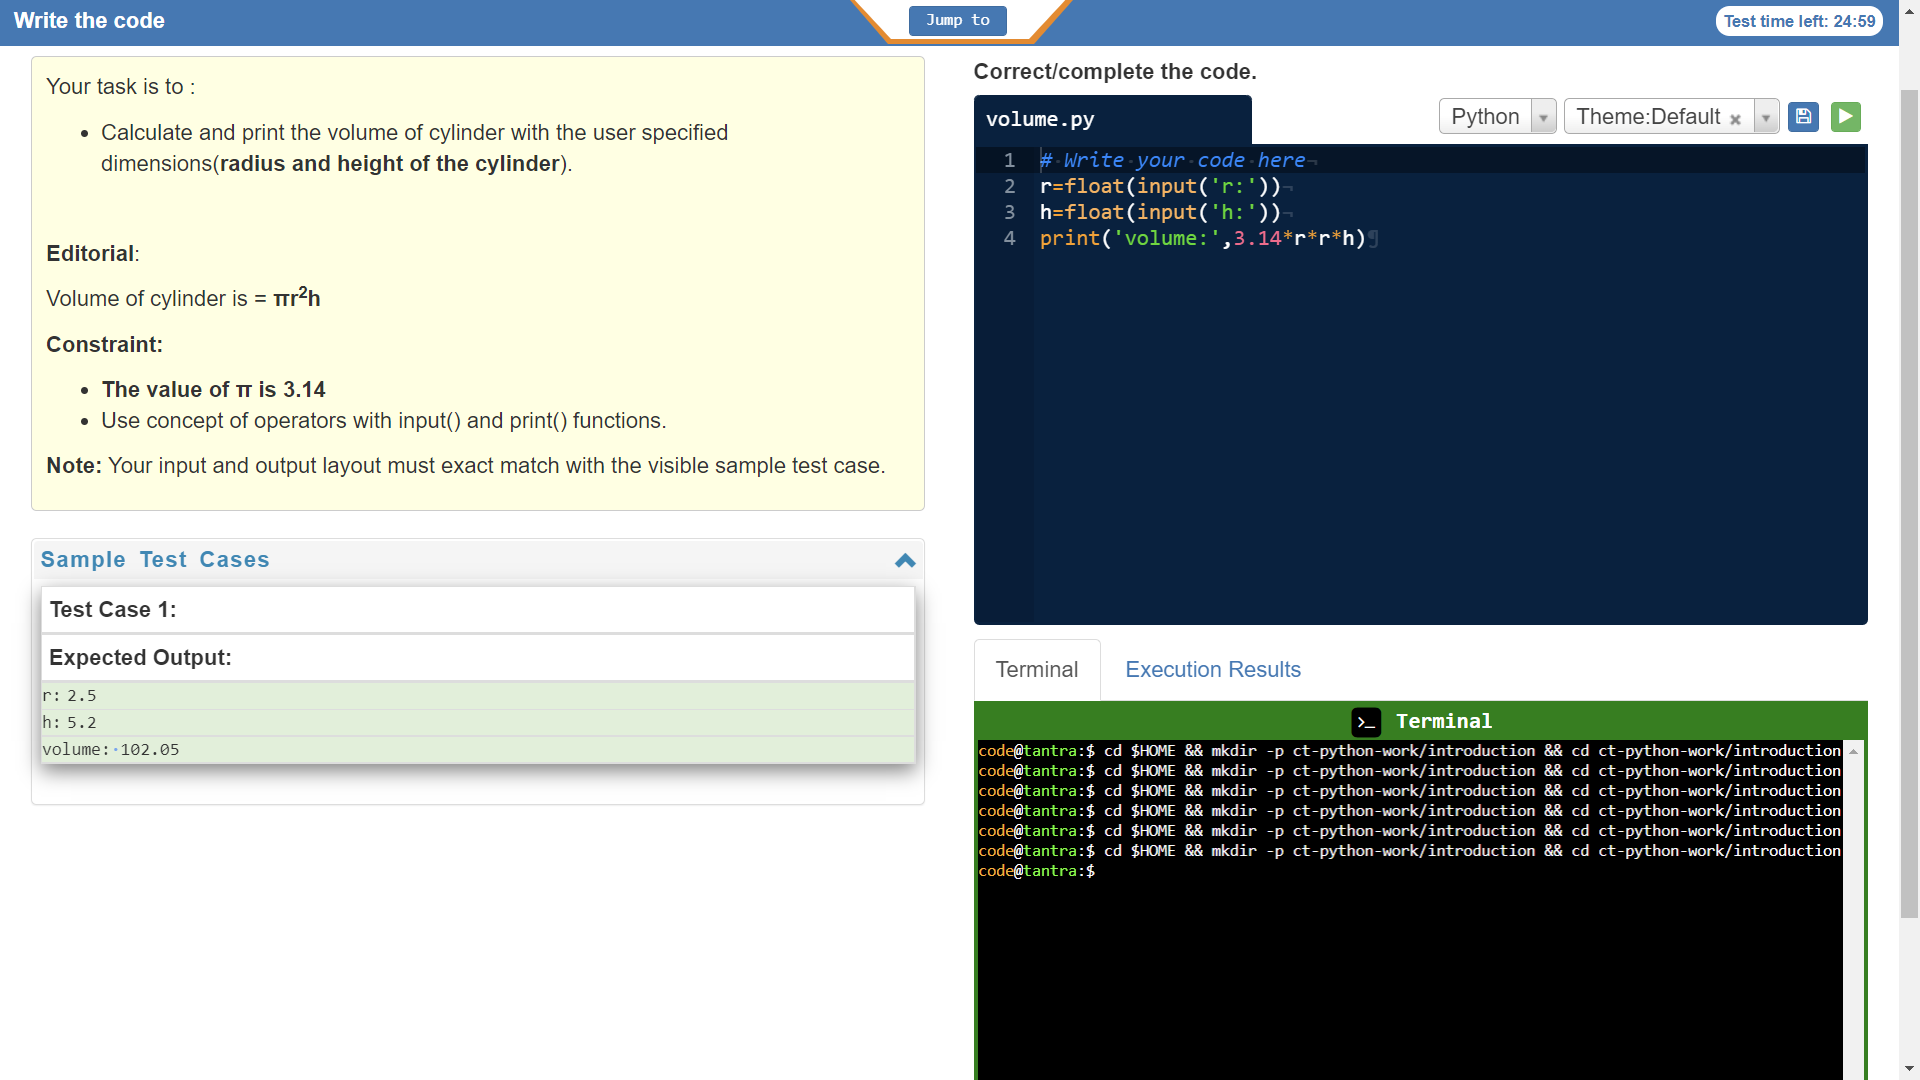 Write the code
Jump to
Test time left: 24:59
Your task is to :
• Calculate and print the volume of cylinder with the user specified
dimensions(radius and height of the cylinder).
Editorial:
Volume of cylinder is = πr²h
Constraint:
• The value of π is 3.14
• Use concept of operators with input() and print() functions.
Note: Your input and output layout must exact match with the visible sample test case.
Sample Test Cases
Test Case 1:
Expected Output:
r: 2.5
h: 5.2
volume:·102.05
Correct/complete the code.
volume.py
Python
Theme:Default ×
1 #·Write·your·code·here¬
2 r=float(input('r:'))¬
3 h=float(input('h:'))¬
4 print('volume:',3.14*r*r*h)¶
Terminal
Execution Results
>_ Terminal
code@tantra:$ cd $HOME && mkdir -p ct-python-work/introduction && cd ct-python-work/introduction
code@tantra:$ cd $HOME && mkdir -p ct-python-work/introduction && cd ct-python-work/introduction
code@tantra:$ cd $HOME && mkdir -p ct-python-work/introduction && cd ct-python-work/introduction
code@tantra:$ cd $HOME && mkdir -p ct-python-work/introduction && cd ct-python-work/introduction
code@tantra:$ cd $HOME && mkdir -p ct-python-work/introduction && cd ct-python-work/introduction
code@tantra:$ cd $HOME && mkdir -p ct-python-work/introduction && cd ct-python-work/introduction
code@tantra:$